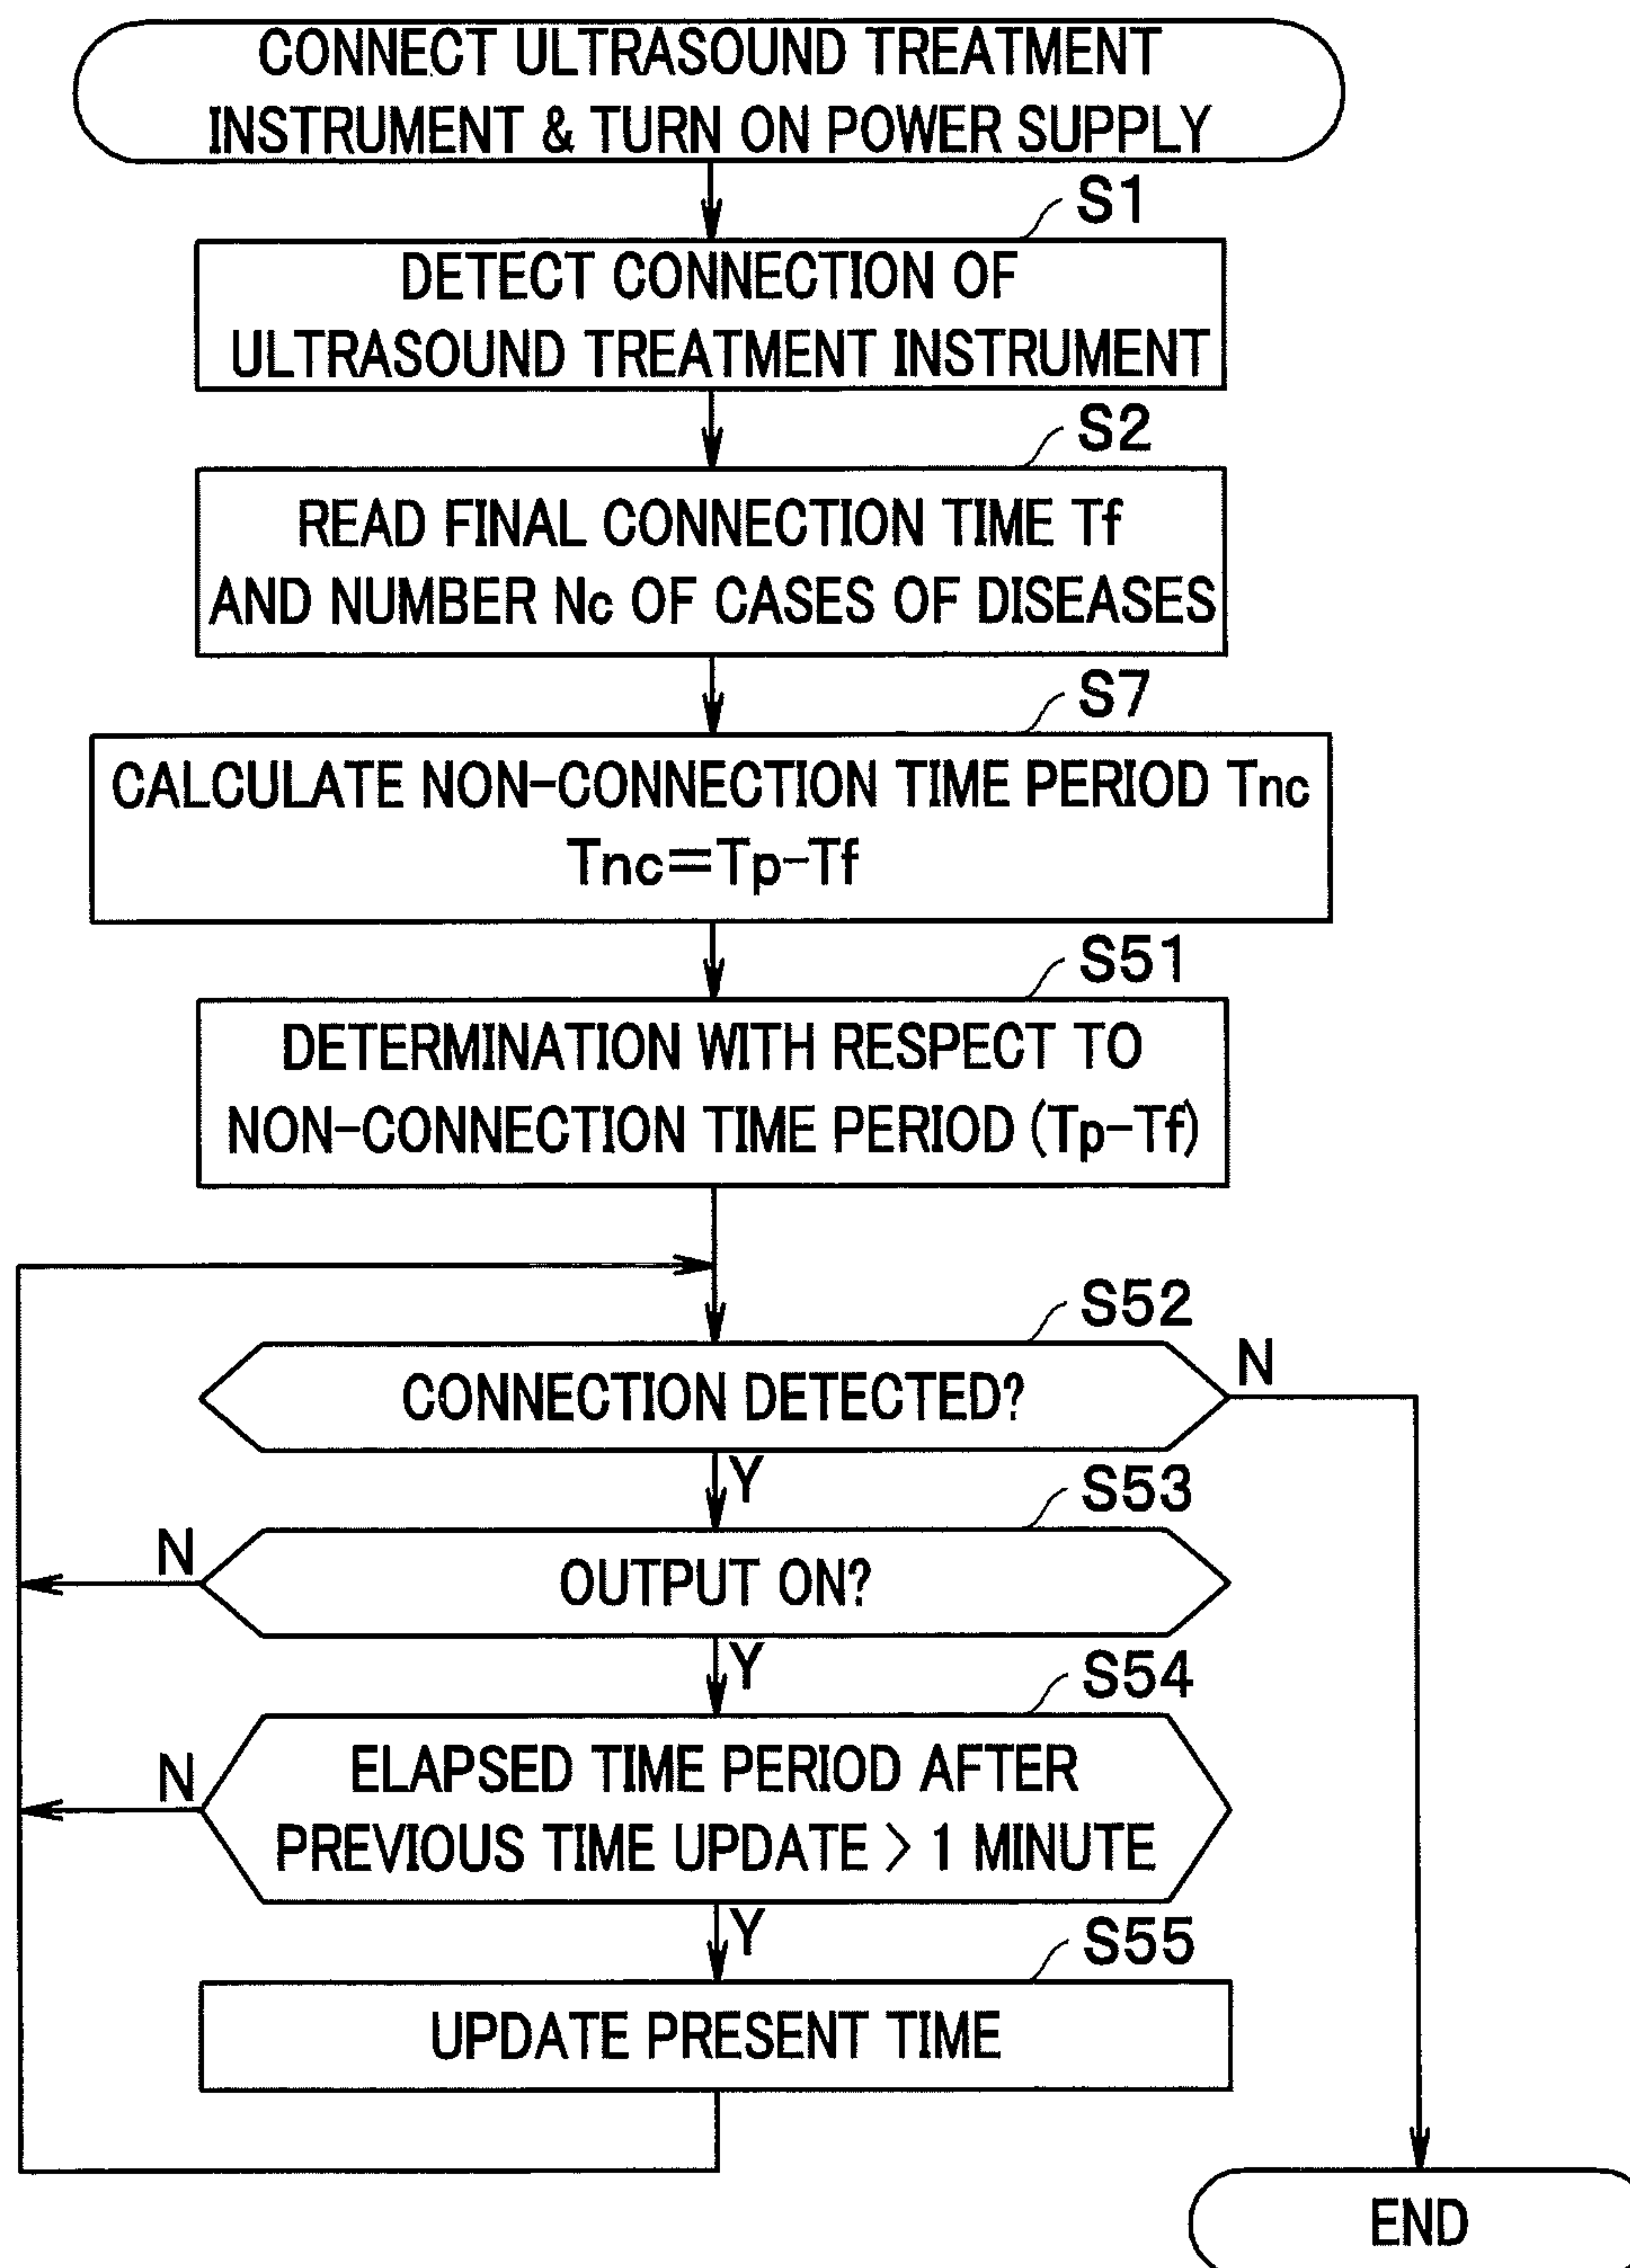 CONNECT ULTRASOUND TREATMENT
INSTRUMENT & TURN ON POWER SUPPLY
S1
DETECT CONNECTION OF
ULTRASOUND TREATMENT INSTRUMENT
S2
READ FINAL CONNECTION TIME Tf
AND NUMBER Nc OF CASES OF DISEASES
S7
CALCULATE NON-CONNECTION TIME PERIOD Tnc
Tnc=Tp-Tf
S51
DETERMINATION WITH RESPECT TO
NON-CONNECTION TIME PERIOD (Tp-Tf)
S52
CONNECTION DETECTED?
N
Y
S53
N
OUTPUT ON?
Y
S54
N
ELAPSED TIME PERIOD AFTER
PREVIOUS TIME UPDATE > 1 MINUTE
Y
S55
UPDATE PRESENT TIME
END